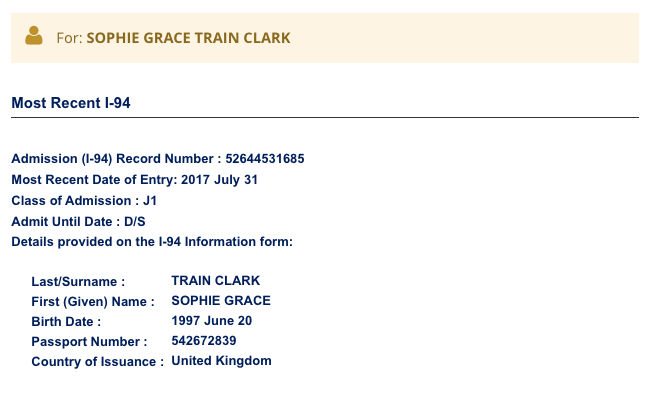 For: SOPHIE GRACE TRAIN CLARK
Most Recent I-94
Admission (I-94) Record Number : 52644531685
Most Recent Date of Entry: 2017 July 31
Class of Admission : J1
Admit Until Date : D/S
Details provided on the I-94 Information form:
Last/Surname : TRAIN CLARK
First (Given) Name : SOPHIE GRACE
Birth Date : 1997 June 20
Passport Number : 542672839
Country of Issuance : United Kingdom